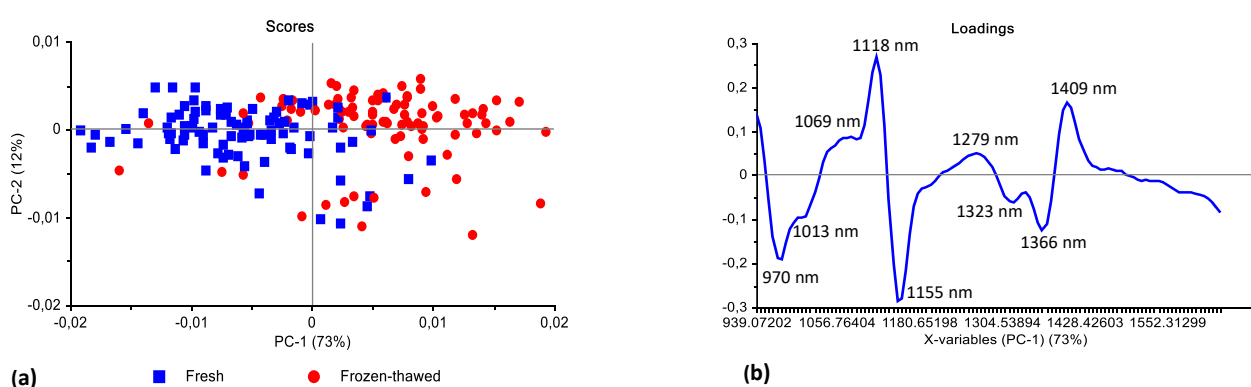 Scores
0,01
0
-0,01
-0,02
PC-2 (12%)
-0,02 -0,01 0 0,01 0,02
PC-1 (73%)
(a)
Fresh Frozen-thawed
Loadings
0,3
0,2
0,1
0
-0,1
-0,2
-0,3
1118 nm
1409 nm
1069 nm
1279 nm
1013 nm
1323 nm
1366 nm
970 nm
1155 nm
939.07202 1056.76404 1180.65198 1304.53894 1428.42603 1552.31299
X-variables (PC-1) (73%)
(b)